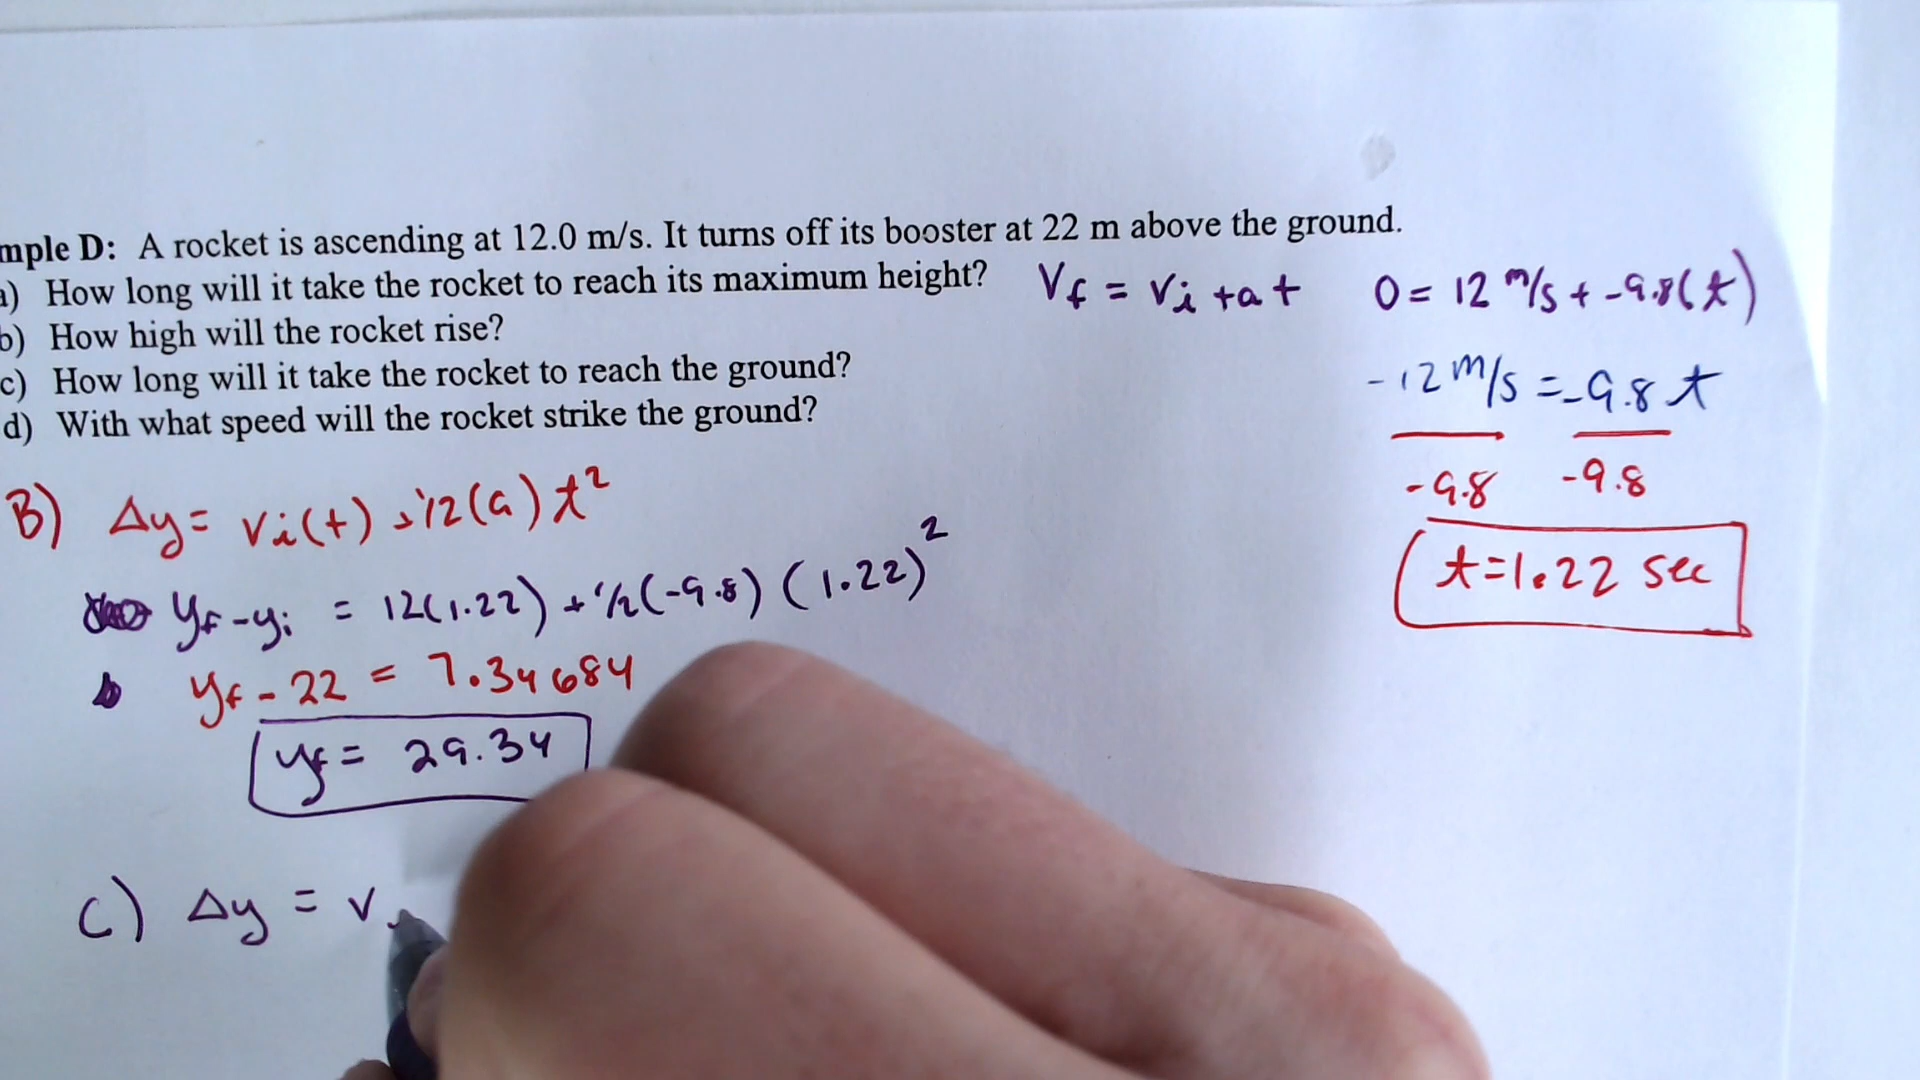 mple D: A rocket is ascending at 12.0 m/s. It turns off its booster at 22 m above the ground.
a) How long will it take the rocket to reach its maximum height?
b) How high will the rocket rise?
c) How long will it take the rocket to reach the ground?
d) With what speed will the rocket strike the ground?
Vf = Vi + at
0 = 12 m/s + -9.8(t)
-12 m/s = -9.8 t
-9.8 -9.8
t = 1.22 sec
B) Δy = Vi(t) + 1/2(a)t²
yf - yi = 12(1.22) + 1/2(-9.8)(1.22)²
yf - 22 = 7.34684
yf = 29.34
C) Δy = v